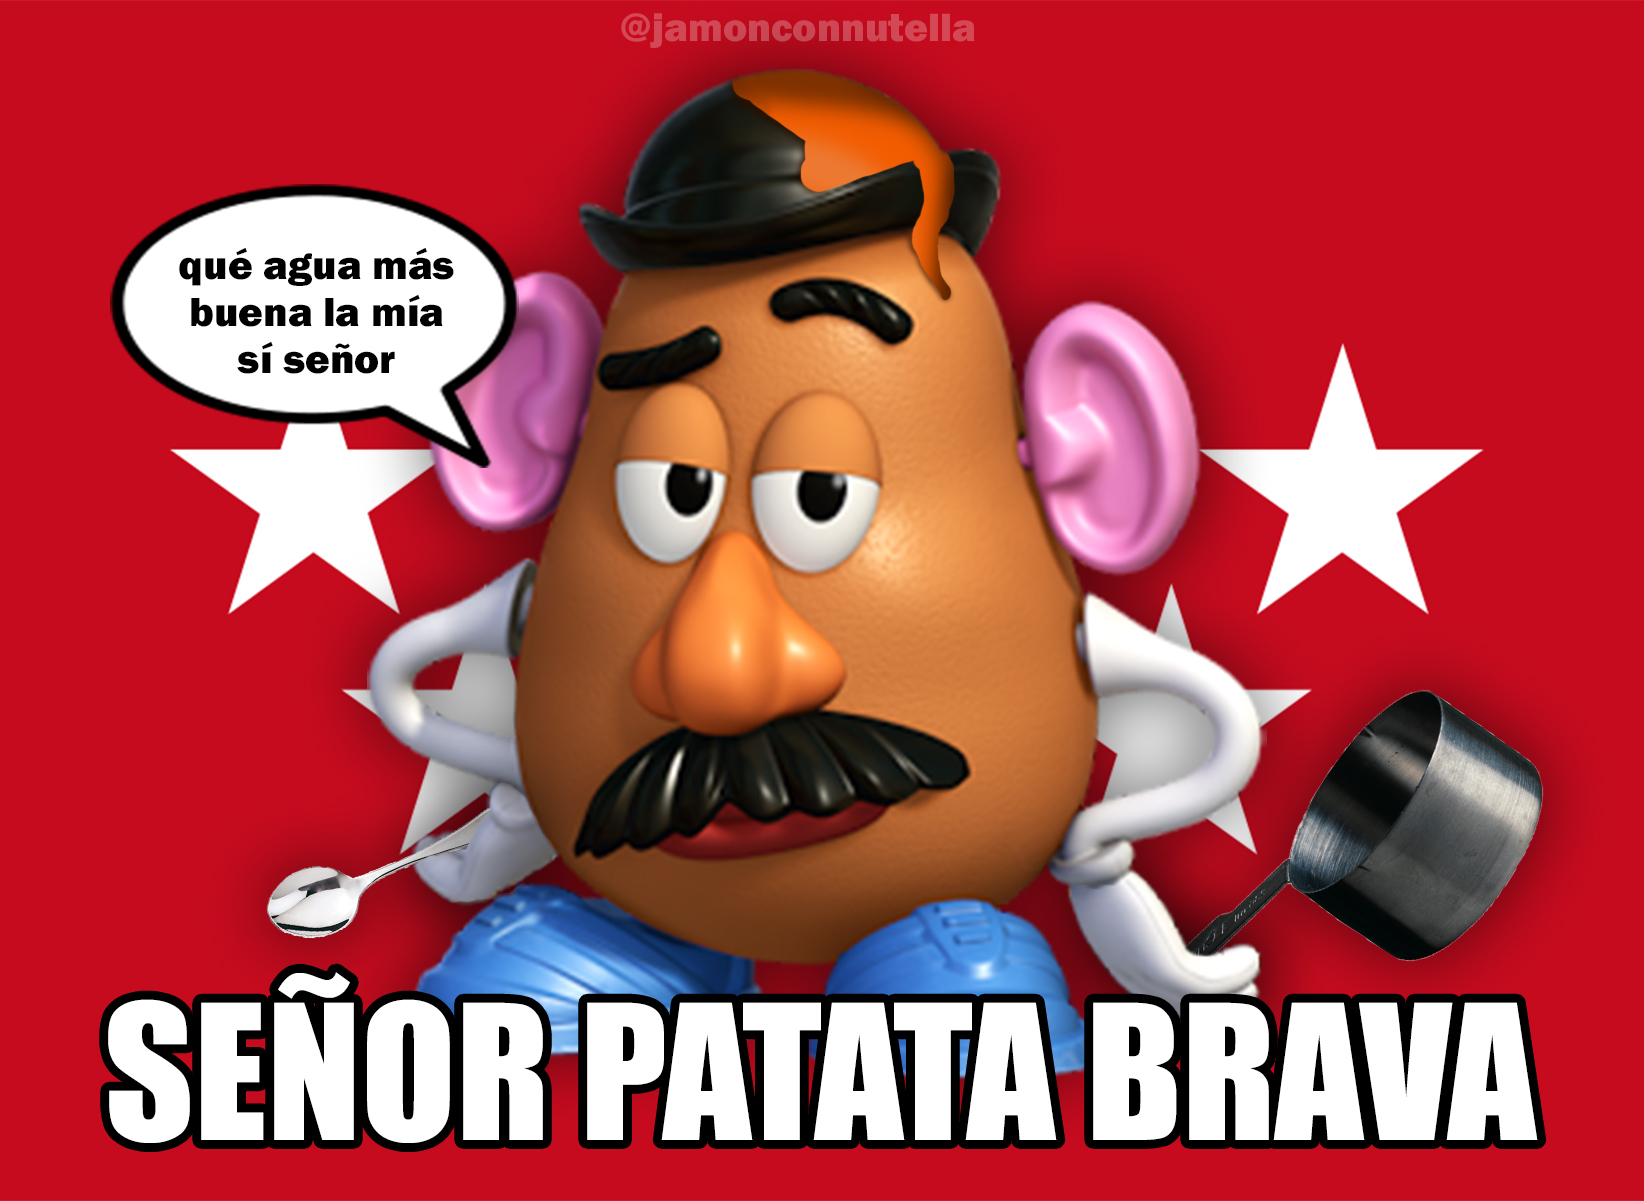 @jamonconnutella
qué agua más
buena la mía
sí señor
SEÑOR PATATA BRAVA